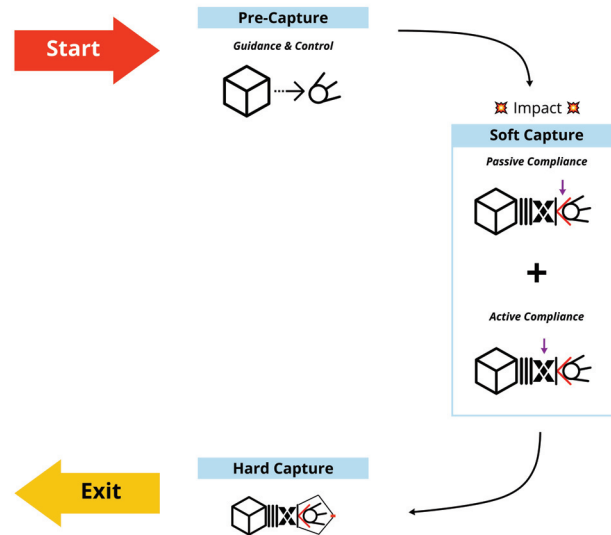 Start
Pre-Capture
Guidance & Control
Impact
Soft Capture
Passive Compliance
+
Active Compliance
Hard Capture
Exit